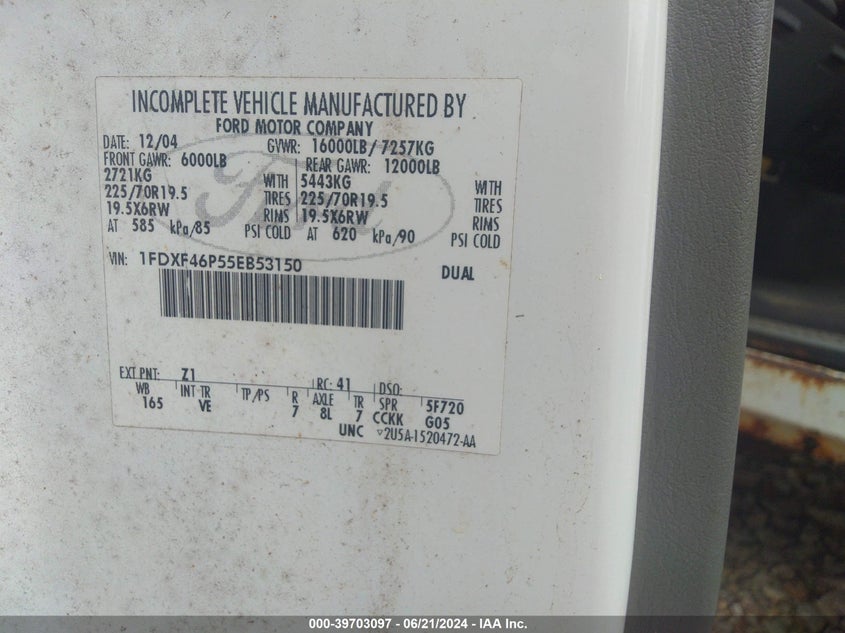 INCOMPLETE VEHICLE MANUFACTURED BY
FORD MOTOR COMPANY
DATE: 12/04 GVWR: 16000LB/7257KG
FRONT GAWR: 6000LB REAR GAWR: 12000LB
2721KG WITH 5443KG WITH
225/70R19.5 TIRES 225/70R19.5 TIRES
19.5X6RW RIMS 19.5X6RW RIMS
AT 585 kPa/85 PSI COLD AT 620 kPa/90 PSI COLD
VIN: 1FDXF46P55EB53150 DUAL
Ford
EXT PNT: Z1 RC: 41 DSO:
WB INT TR TP/PS R AXLE TR SPR 5F720
165 VE 7 8L 7 CCKK G05
UNC ▽2U5A-1520472-AA
000-39703097 - 06/21/2024 - IAA Inc.